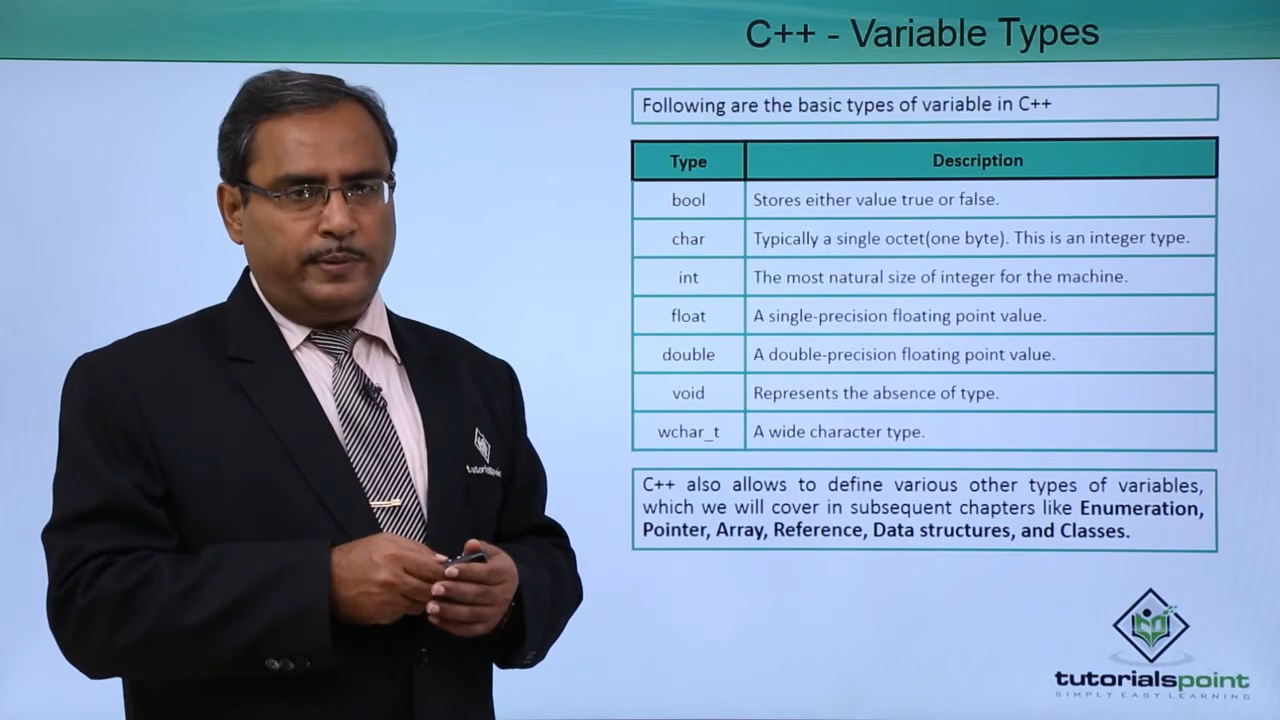 C++ - Variable Types
Following are the basic types of variable in C++
Type Description
bool Stores either value true or false.
char Typically a single octet(one byte). This is an integer type.
int The most natural size of integer for the machine.
float A single-precision floating point value.
double A double-precision floating point value.
void Represents the absence of type.
wchar_t A wide character type.
C++ also allows to define various other types of variables,
which we will cover in subsequent chapters like Enumeration,
Pointer, Array, Reference, Data structures, and Classes.
tutorialspoint
tutorialspoint
SIMPLY EASY LEARNING